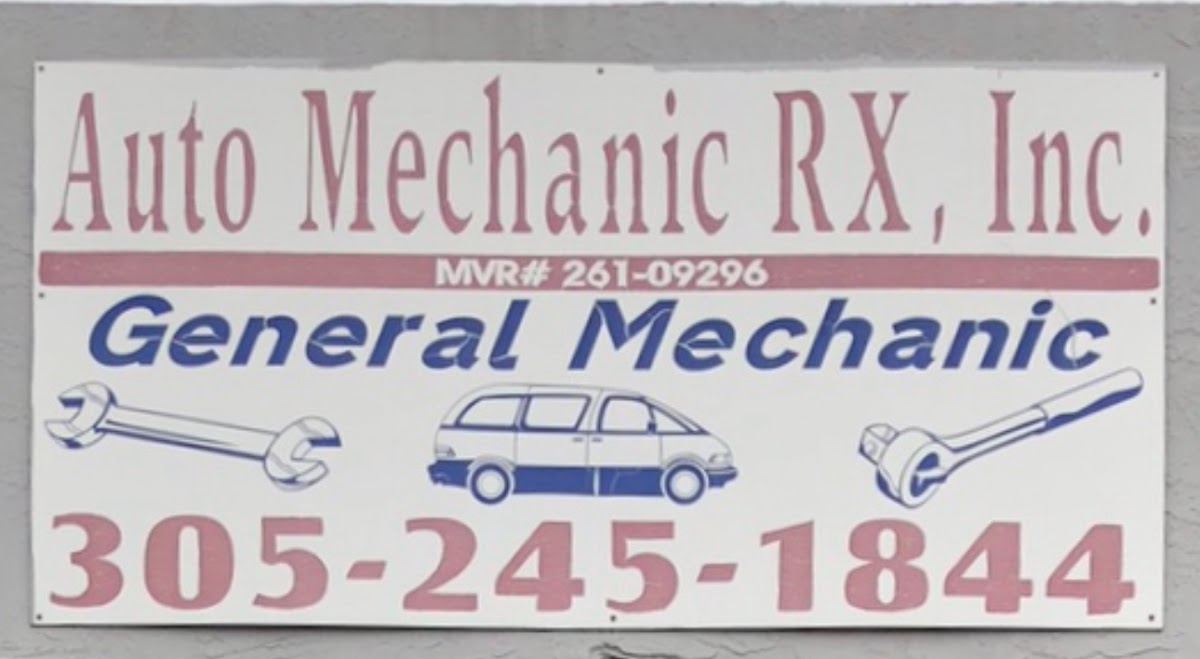 Auto Mechanic RX, Inc.
MVR# 261-09296
General Mechanic
305-245-1844